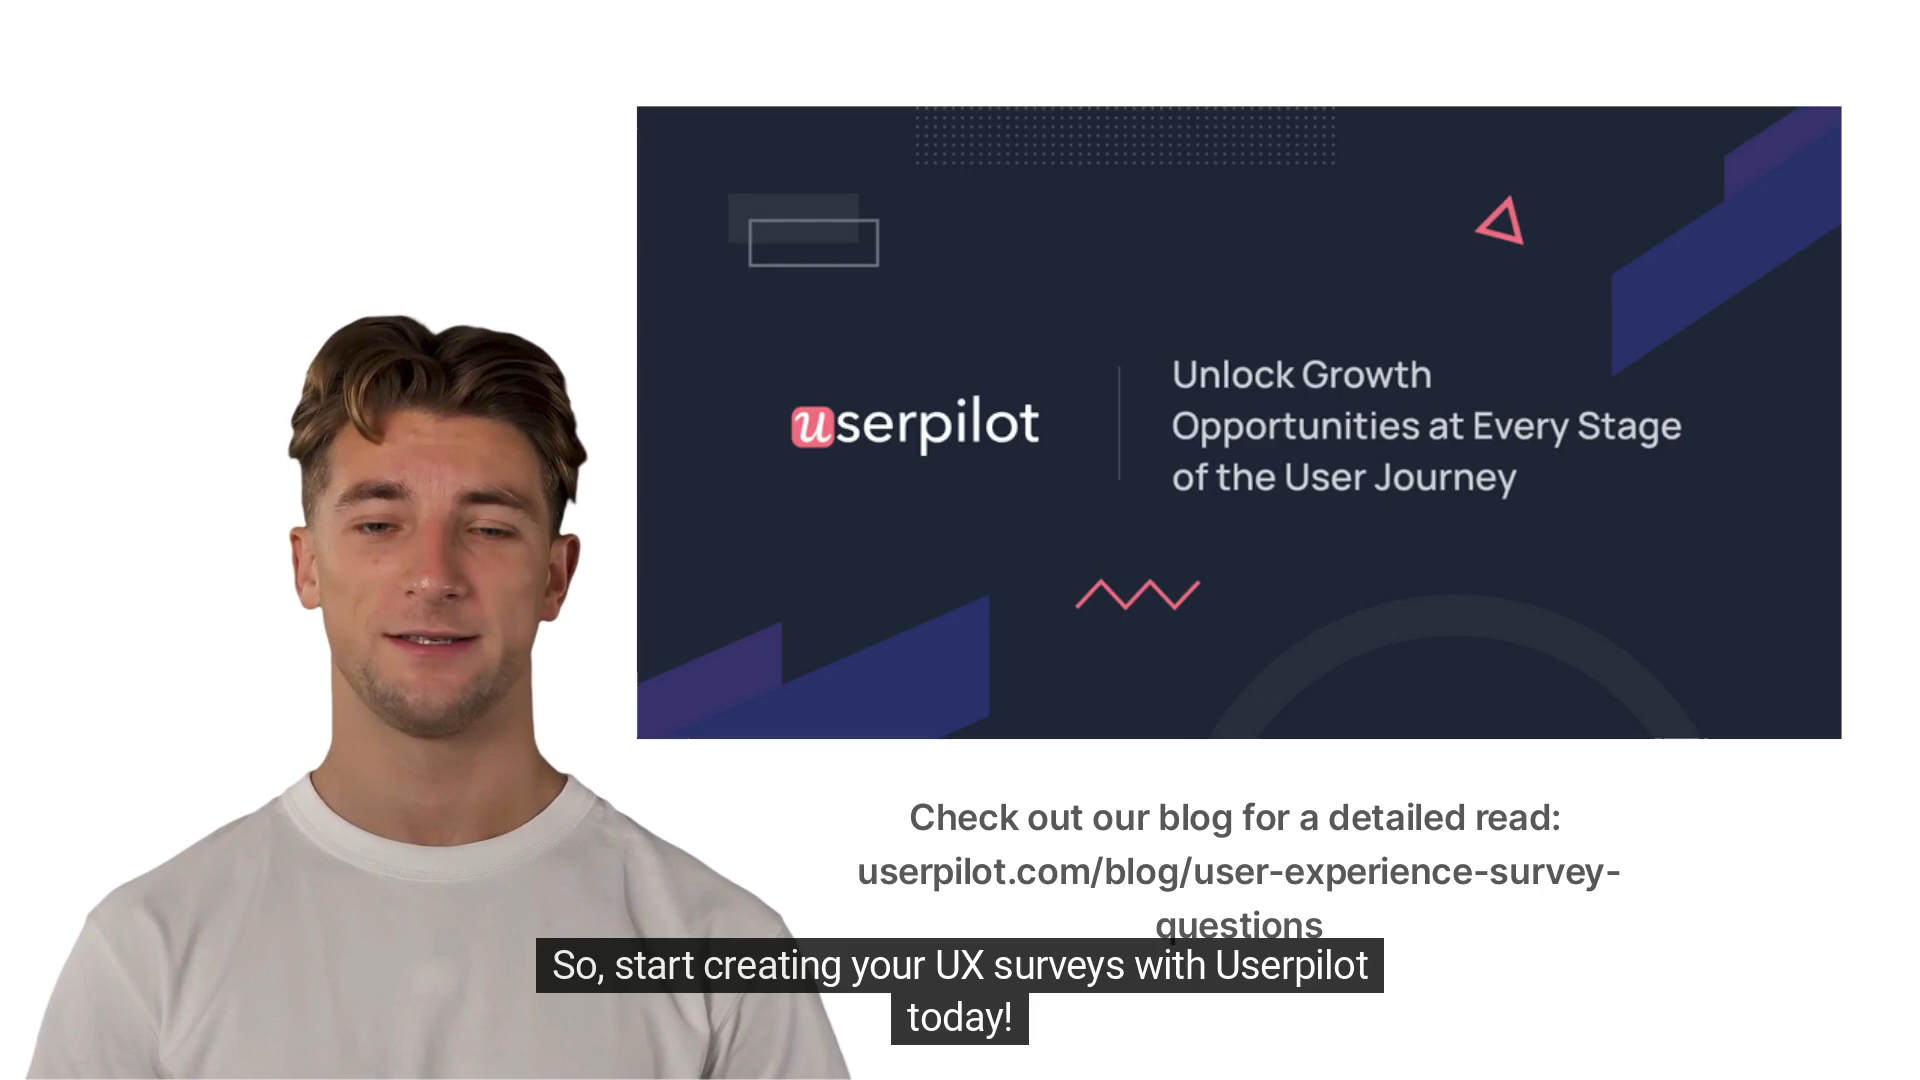 userpilot
Unlock Growth
Opportunities at Every Stage
of the User Journey
Check out our blog for a detailed read:
userpilot.com/blog/user-experience-survey-
questions
So, start creating your UX surveys with Userpilot
today!